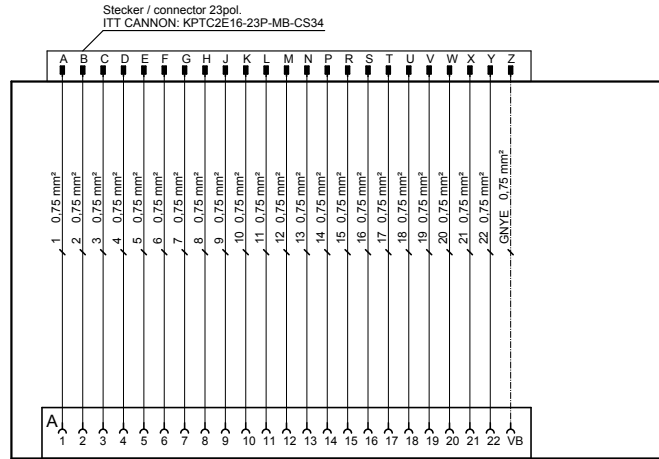 Stecker / connector 23pol.
ITT CANNON: KPTC2E16-23P-MB-CS34
A B C D E F G H J K L M N P R S T U V W X Y Z
1 0,75 mm²
2 0,75 mm²
3 0,75 mm²
4 0,75 mm²
5 0,75 mm²
6 0,75 mm²
7 0,75 mm²
8 0,75 mm²
9 0,75 mm²
10 0,75 mm²
11 0,75 mm²
12 0,75 mm²
13 0,75 mm²
14 0,75 mm²
15 0,75 mm²
16 0,75 mm²
17 0,75 mm²
18 0,75 mm²
19 0,75 mm²
20 0,75 mm²
21 0,75 mm²
22 0,75 mm²
GNYE 0,75 mm²
A
1 2 3 4 5 6 7 8 9 10 11 12 13 14 15 16 17 18 19 20 21 22 VB